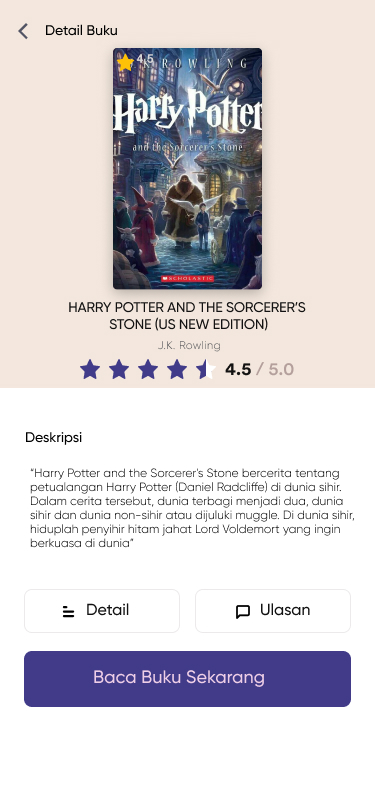 Detail Buku
4.5
J.K. ROWLING
Harry Potter
and the Sorcerer's Stone
SCHOLASTIC
HARRY POTTER AND THE SORCERER'S
STONE (US NEW EDITION)
J.K. Rowling
4.5 / 5.0
Deskripsi
“Harry Potter and the Sorcerer's Stone bercerita tentang
petualangan Harry Potter (Daniel Radcliffe) di dunia sihir.
Dalam cerita tersebut, dunia terbagi menjadi dua, dunia
sihir dan dunia non-sihir atau dijuluki muggle. Di dunia sihir,
hiduplah penyihir hitam jahat Lord Voldemort yang ingin
berkuasa di dunia”
Detail
Ulasan
Baca Buku Sekarang